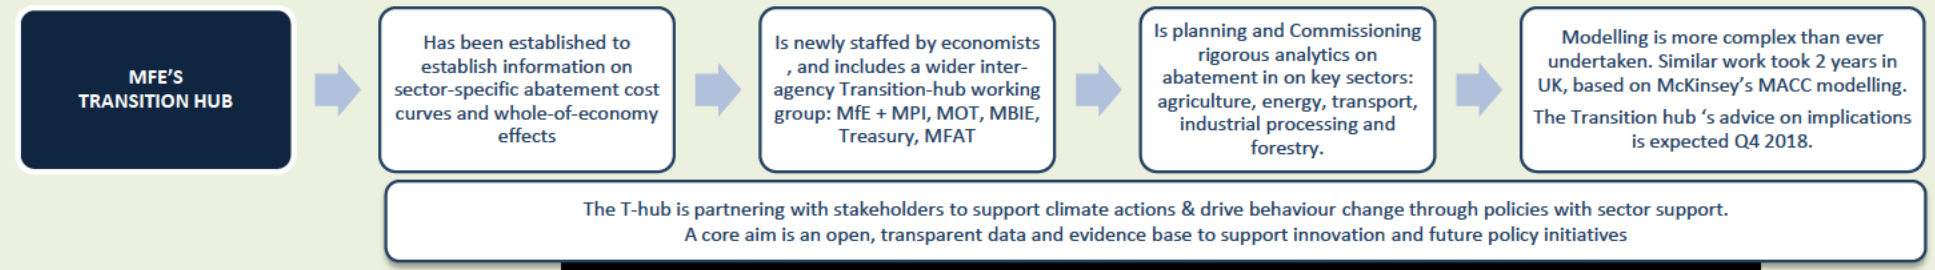 MFE'S
TRANSITION HUB
Has been established to
establish information on
sector-specific abatement cost
curves and whole-of-economy
effects
Is newly staffed by economists
, and includes a wider inter-
agency Transition-hub working
group: MfE + MPI, MOT, MBIE,
Treasury, MFAT
Is planning and Commissioning
rigorous analytics on
abatement in on key sectors:
agriculture, energy, transport,
industrial processing and
forestry.
Modelling is more complex than ever
undertaken. Similar work took 2 years in
UK, based on McKinsey's MACC modelling.
The Transition hub ‘s advice on implications
is expected Q4 2018.
The T-hub is partnering with stakeholders to support climate actions & drive behaviour change through policies with sector support.
A core aim is an open, transparent data and evidence base to support innovation and future policy initiatives